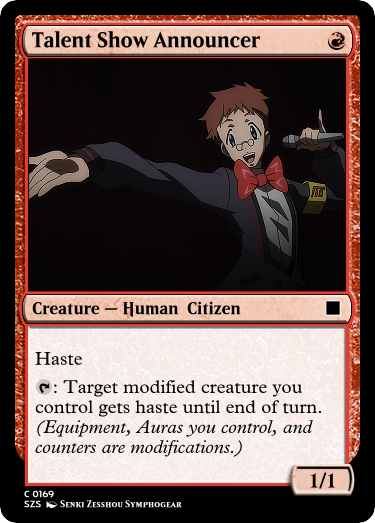 Talent Show Announcer
Creature — Human Citizen
Haste
: Target modified creature you
control gets haste until end of turn.
(Equipment, Auras you control, and
counters are modifications.)
1/1
C 0169
SZS Senki Zesshou Symphogear